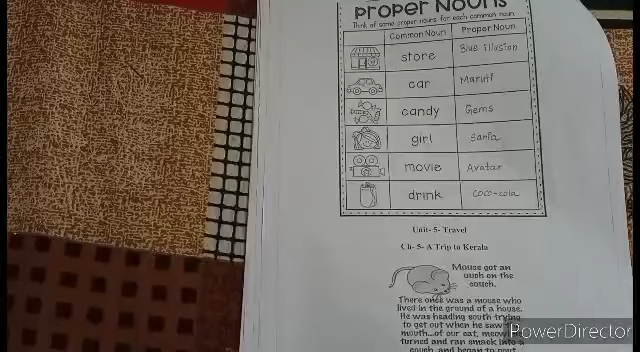 Proper Nouns
Think of some proper nouns for each common noun.
Common Noun Proper Noun
store Blue illusion
car Maruti
candy Gems
girl Sania
movie Avatar
drink Coco-cola
Unit- 5- Travel
Ch- 5- A Trip to Kerala
Mouse got an
ouch on the
couch.
There once was a mouse who
lived in the ground of a house.
He was heading south trying
to get out when he saw the
mouth...of our cat, meow
turned and ran smack into a
couch, and began to pout
PowerDirector